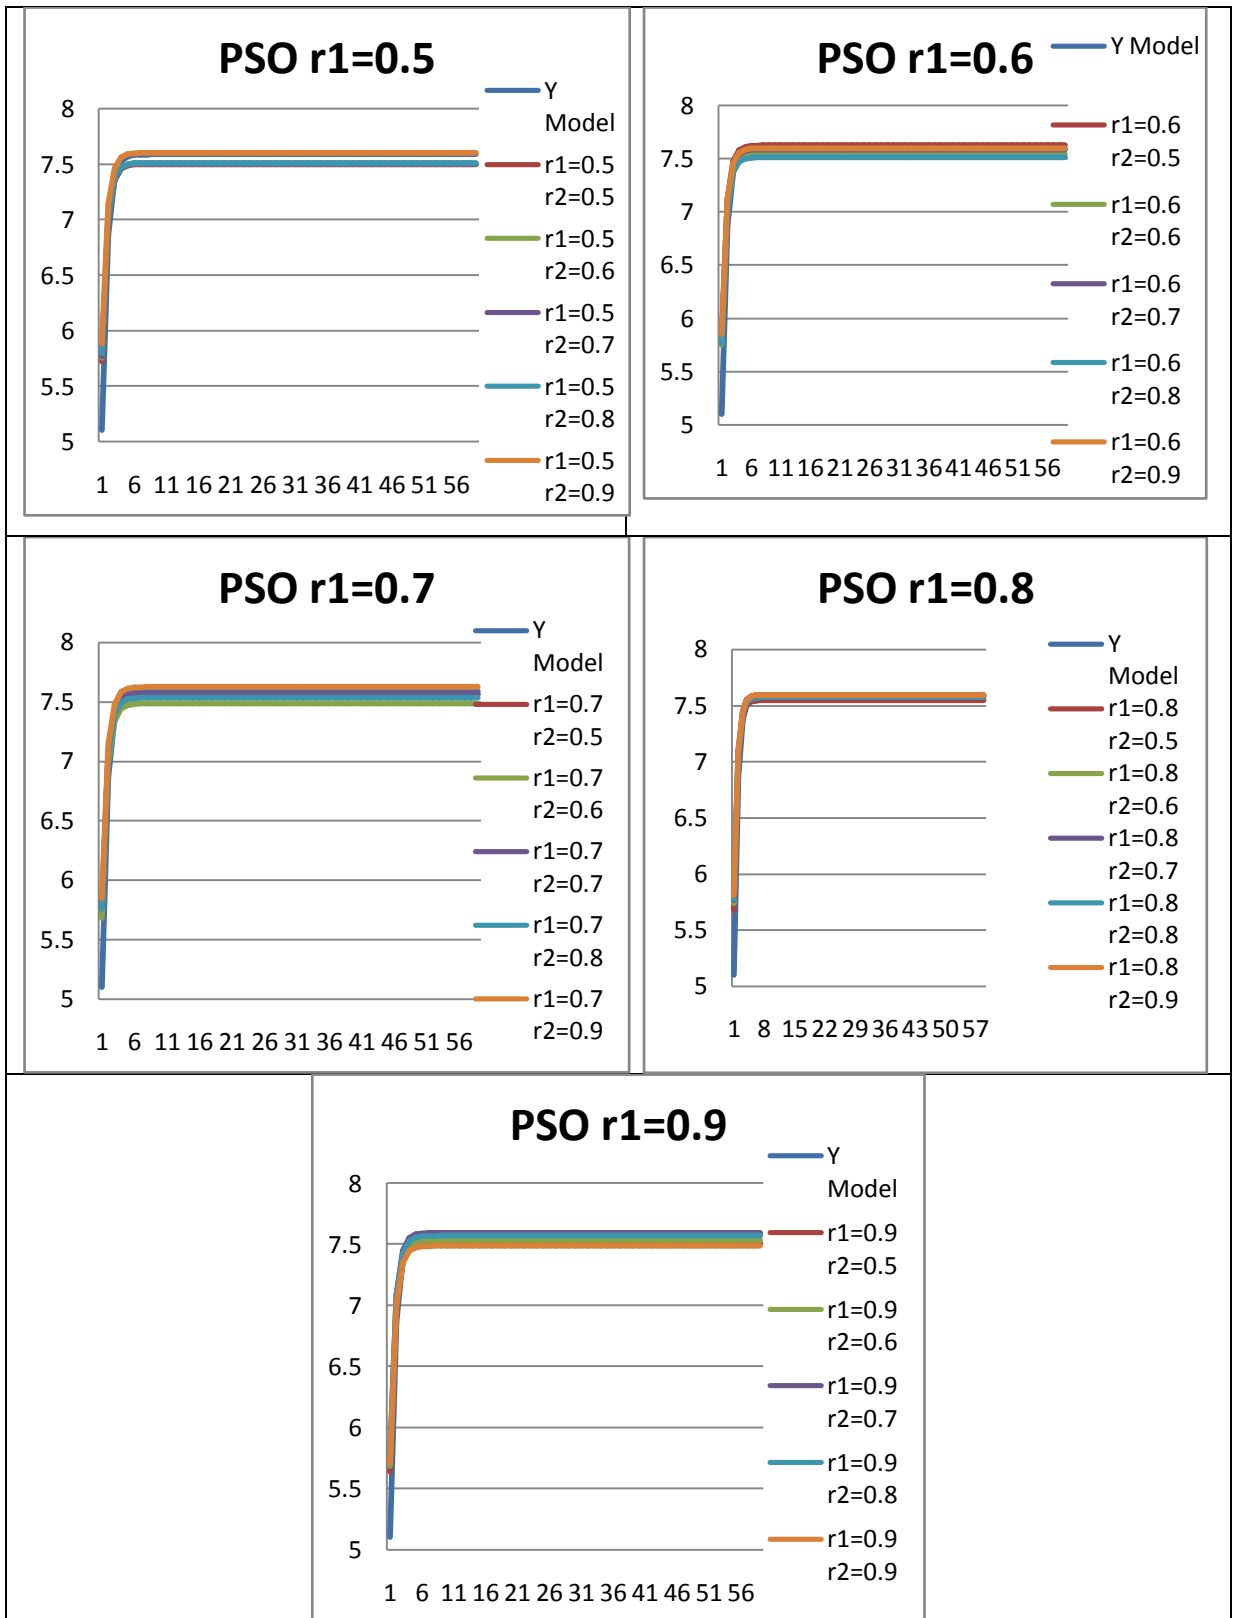 PSO r1=0.5
8
7.5
7
6.5
6
5.5
5
1 6 11 16 21 26 31 36 41 46 51 56
Y
Model
r1=0.5
r2=0.5
r1=0.5
r2=0.6
r1=0.5
r2=0.7
r1=0.5
r2=0.8
r1=0.5
r2=0.9
PSO r1=0.6
8
7.5
7
6.5
6
5.5
5
1 6 11 16 21 26 31 36 41 46 51 56
Y Model
r1=0.6
r2=0.5
r1=0.6
r2=0.6
r1=0.6
r2=0.7
r1=0.6
r2=0.8
r1=0.6
r2=0.9
PSO r1=0.7
8
7.5
7
6.5
6
5.5
5
1 6 11 16 21 26 31 36 41 46 51 56
Y
Model
r1=0.7
r2=0.5
r1=0.7
r2=0.6
r1=0.7
r2=0.7
r1=0.7
r2=0.8
r1=0.7
r2=0.9
PSO r1=0.8
8
7.5
7
6.5
6
5.5
5
1 8 15 22 29 36 43 50 57
Y
Model
r1=0.8
r2=0.5
r1=0.8
r2=0.6
r1=0.8
r2=0.7
r1=0.8
r2=0.8
r1=0.8
r2=0.9
PSO r1=0.9
8
7.5
7
6.5
6
5.5
5
1 6 11 16 21 26 31 36 41 46 51 56
Y
Model
r1=0.9
r2=0.5
r1=0.9
r2=0.6
r1=0.9
r2=0.7
r1=0.9
r2=0.8
r1=0.9
r2=0.9